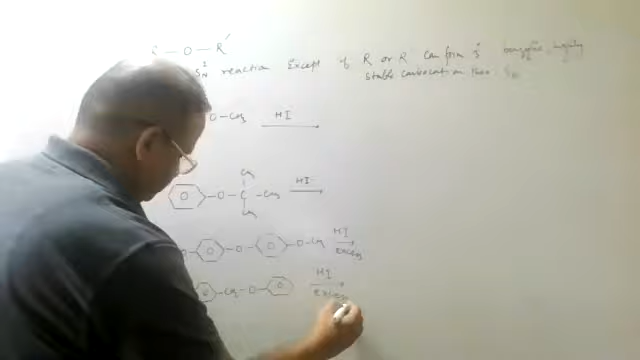 R - O - R'
SN2 reaction Except if R or R' can form 3° benzylic, highly
stable carbocation then SN
O - CH3 HI
CH3
- O - C - CH3 HI
CH3
O - O - CH3 HI excess
- CH2 - O - HI excess